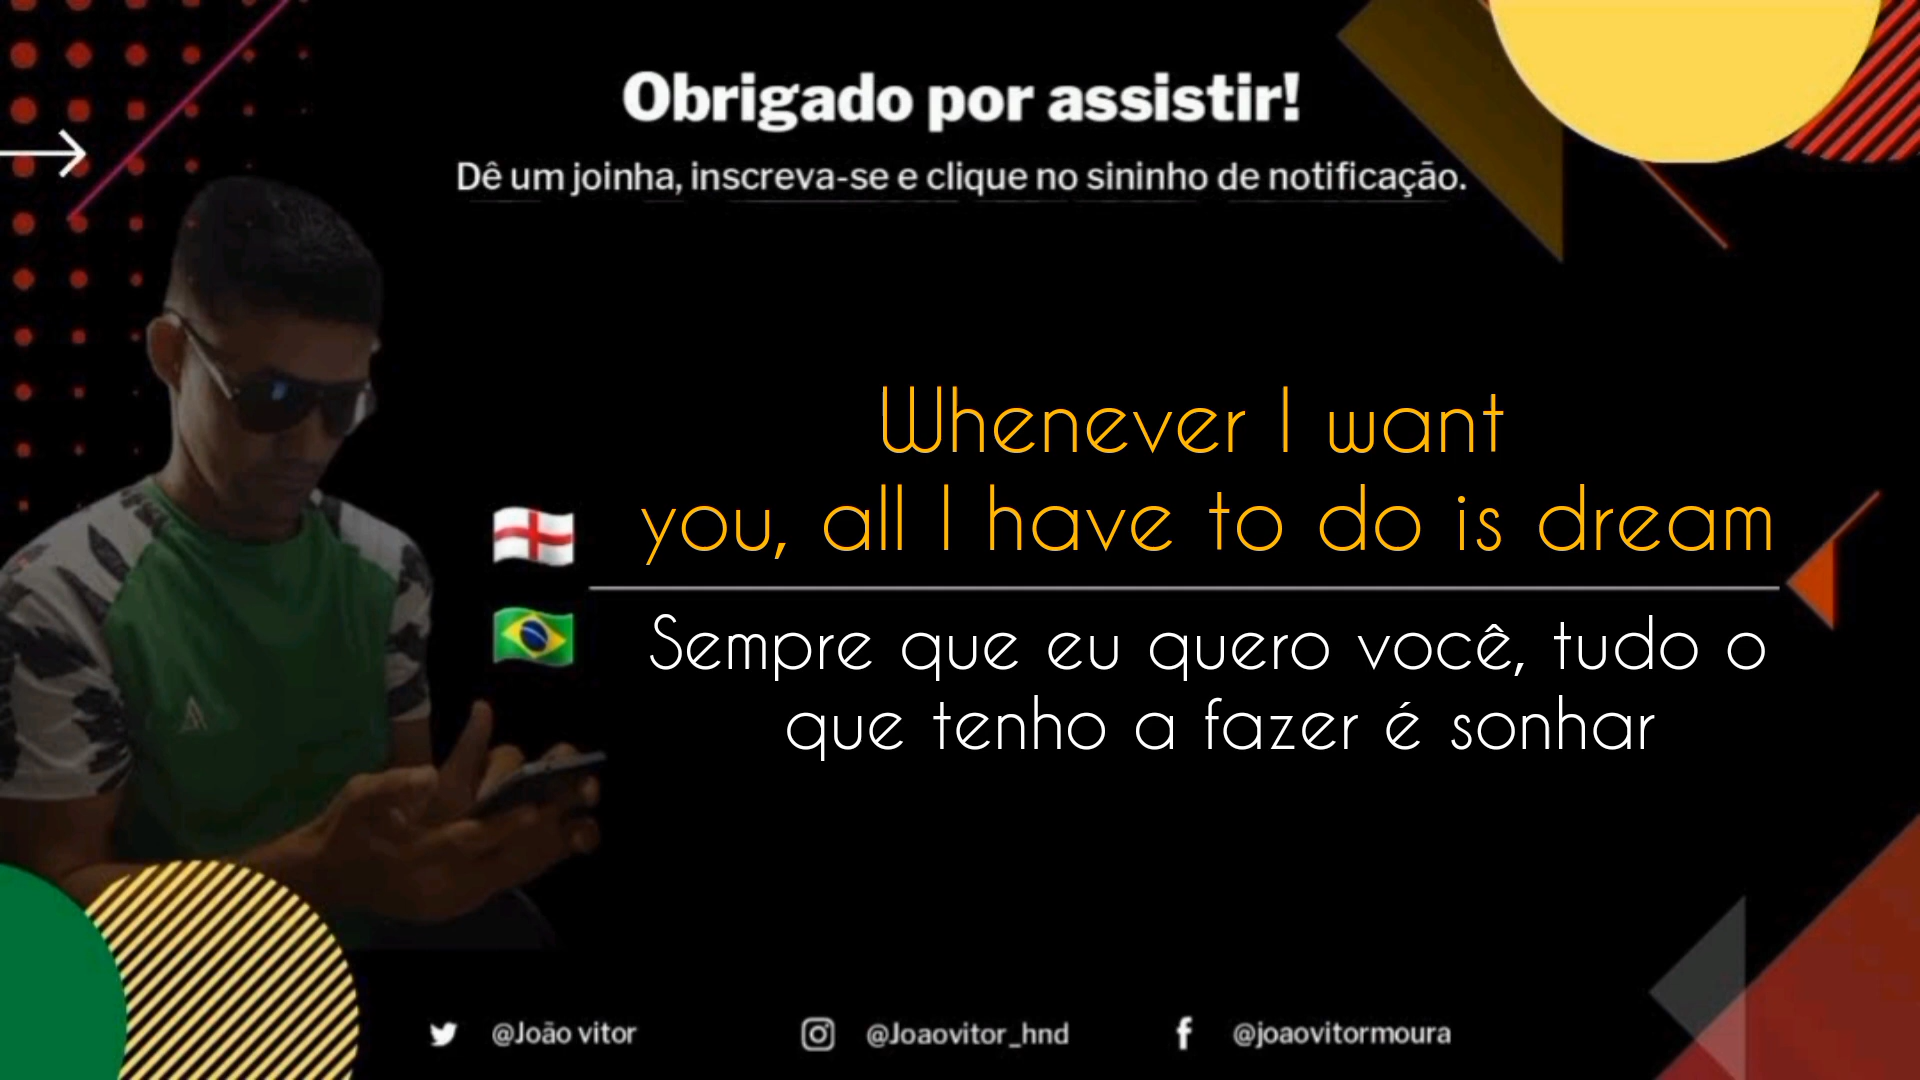 Obrigado por assistir!
Dê um joinha, inscreva-se e clique no sininho de notificação.
Whenever I want
you, all I have to do is dream
Sempre que eu quero você, tudo o
que tenho a fazer é sonhar
@João vitor
@Joaovitor_hnd
@joaovitormoura